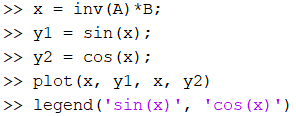 >> x = inv(A)*B;
>> y1 = sin(x);
>> y2 = cos(x);
>> plot(x, y1, x, y2)
>> legend('sin(x)', 'cos(x)')